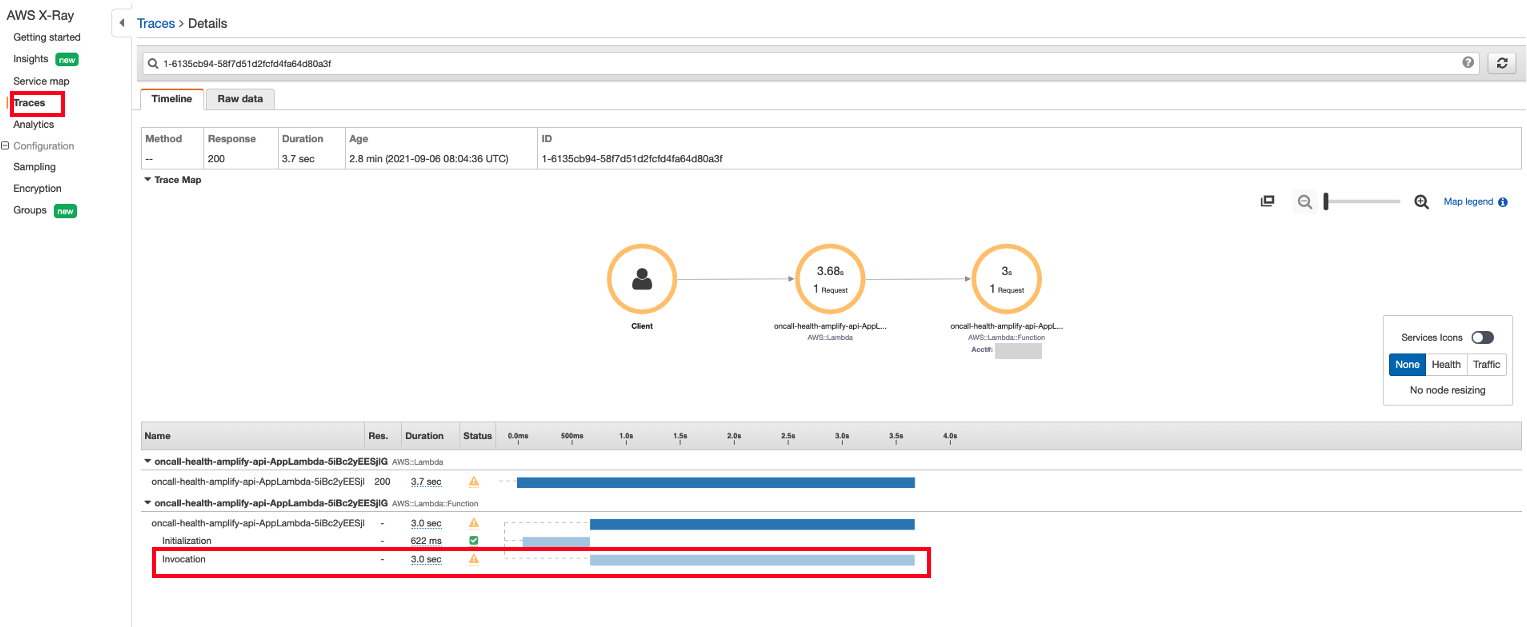 AWS X-Ray
Getting started
Insights new
Service map
Traces
Analytics
Configuration
Sampling
Encryption
Groups new
Traces > Details
1-6135cb94-58f7d51d2fcfd4fa64d80a3f
Timeline Raw data
Method Response Duration Age ID
-- 200 3.7 sec 2.8 min (2021-09-06 08:04:36 UTC) 1-6135cb94-58f7d51d2fcfd4fa64d80a3f
Trace Map
Map legend
3.68s 3s
1 Request 1 Request
Client oncall-health-amplify-api-AppL... oncall-health-amplify-api-AppL...
AWS::Lambda AWS::Lambda::Function
Acct#:
Services Icons
None Health Traffic
No node resizing
Name Res. Duration Status 0.0ms 500ms 1.0s 1.5s 2.0s 2.5s 3.0s 3.5s 4.0s
oncall-health-amplify-api-AppLambda-5iBc2yEESjlG AWS::Lambda
oncall-health-amplify-api-AppLambda-5iBc2yEESjl 200 3.7 sec
oncall-health-amplify-api-AppLambda-5iBc2yEESjlG AWS::Lambda::Function
oncall-health-amplify-api-AppLambda-5iBc2yEESjl - 3.0 sec
Initialization - 622 ms
Invocation - 3.0 sec